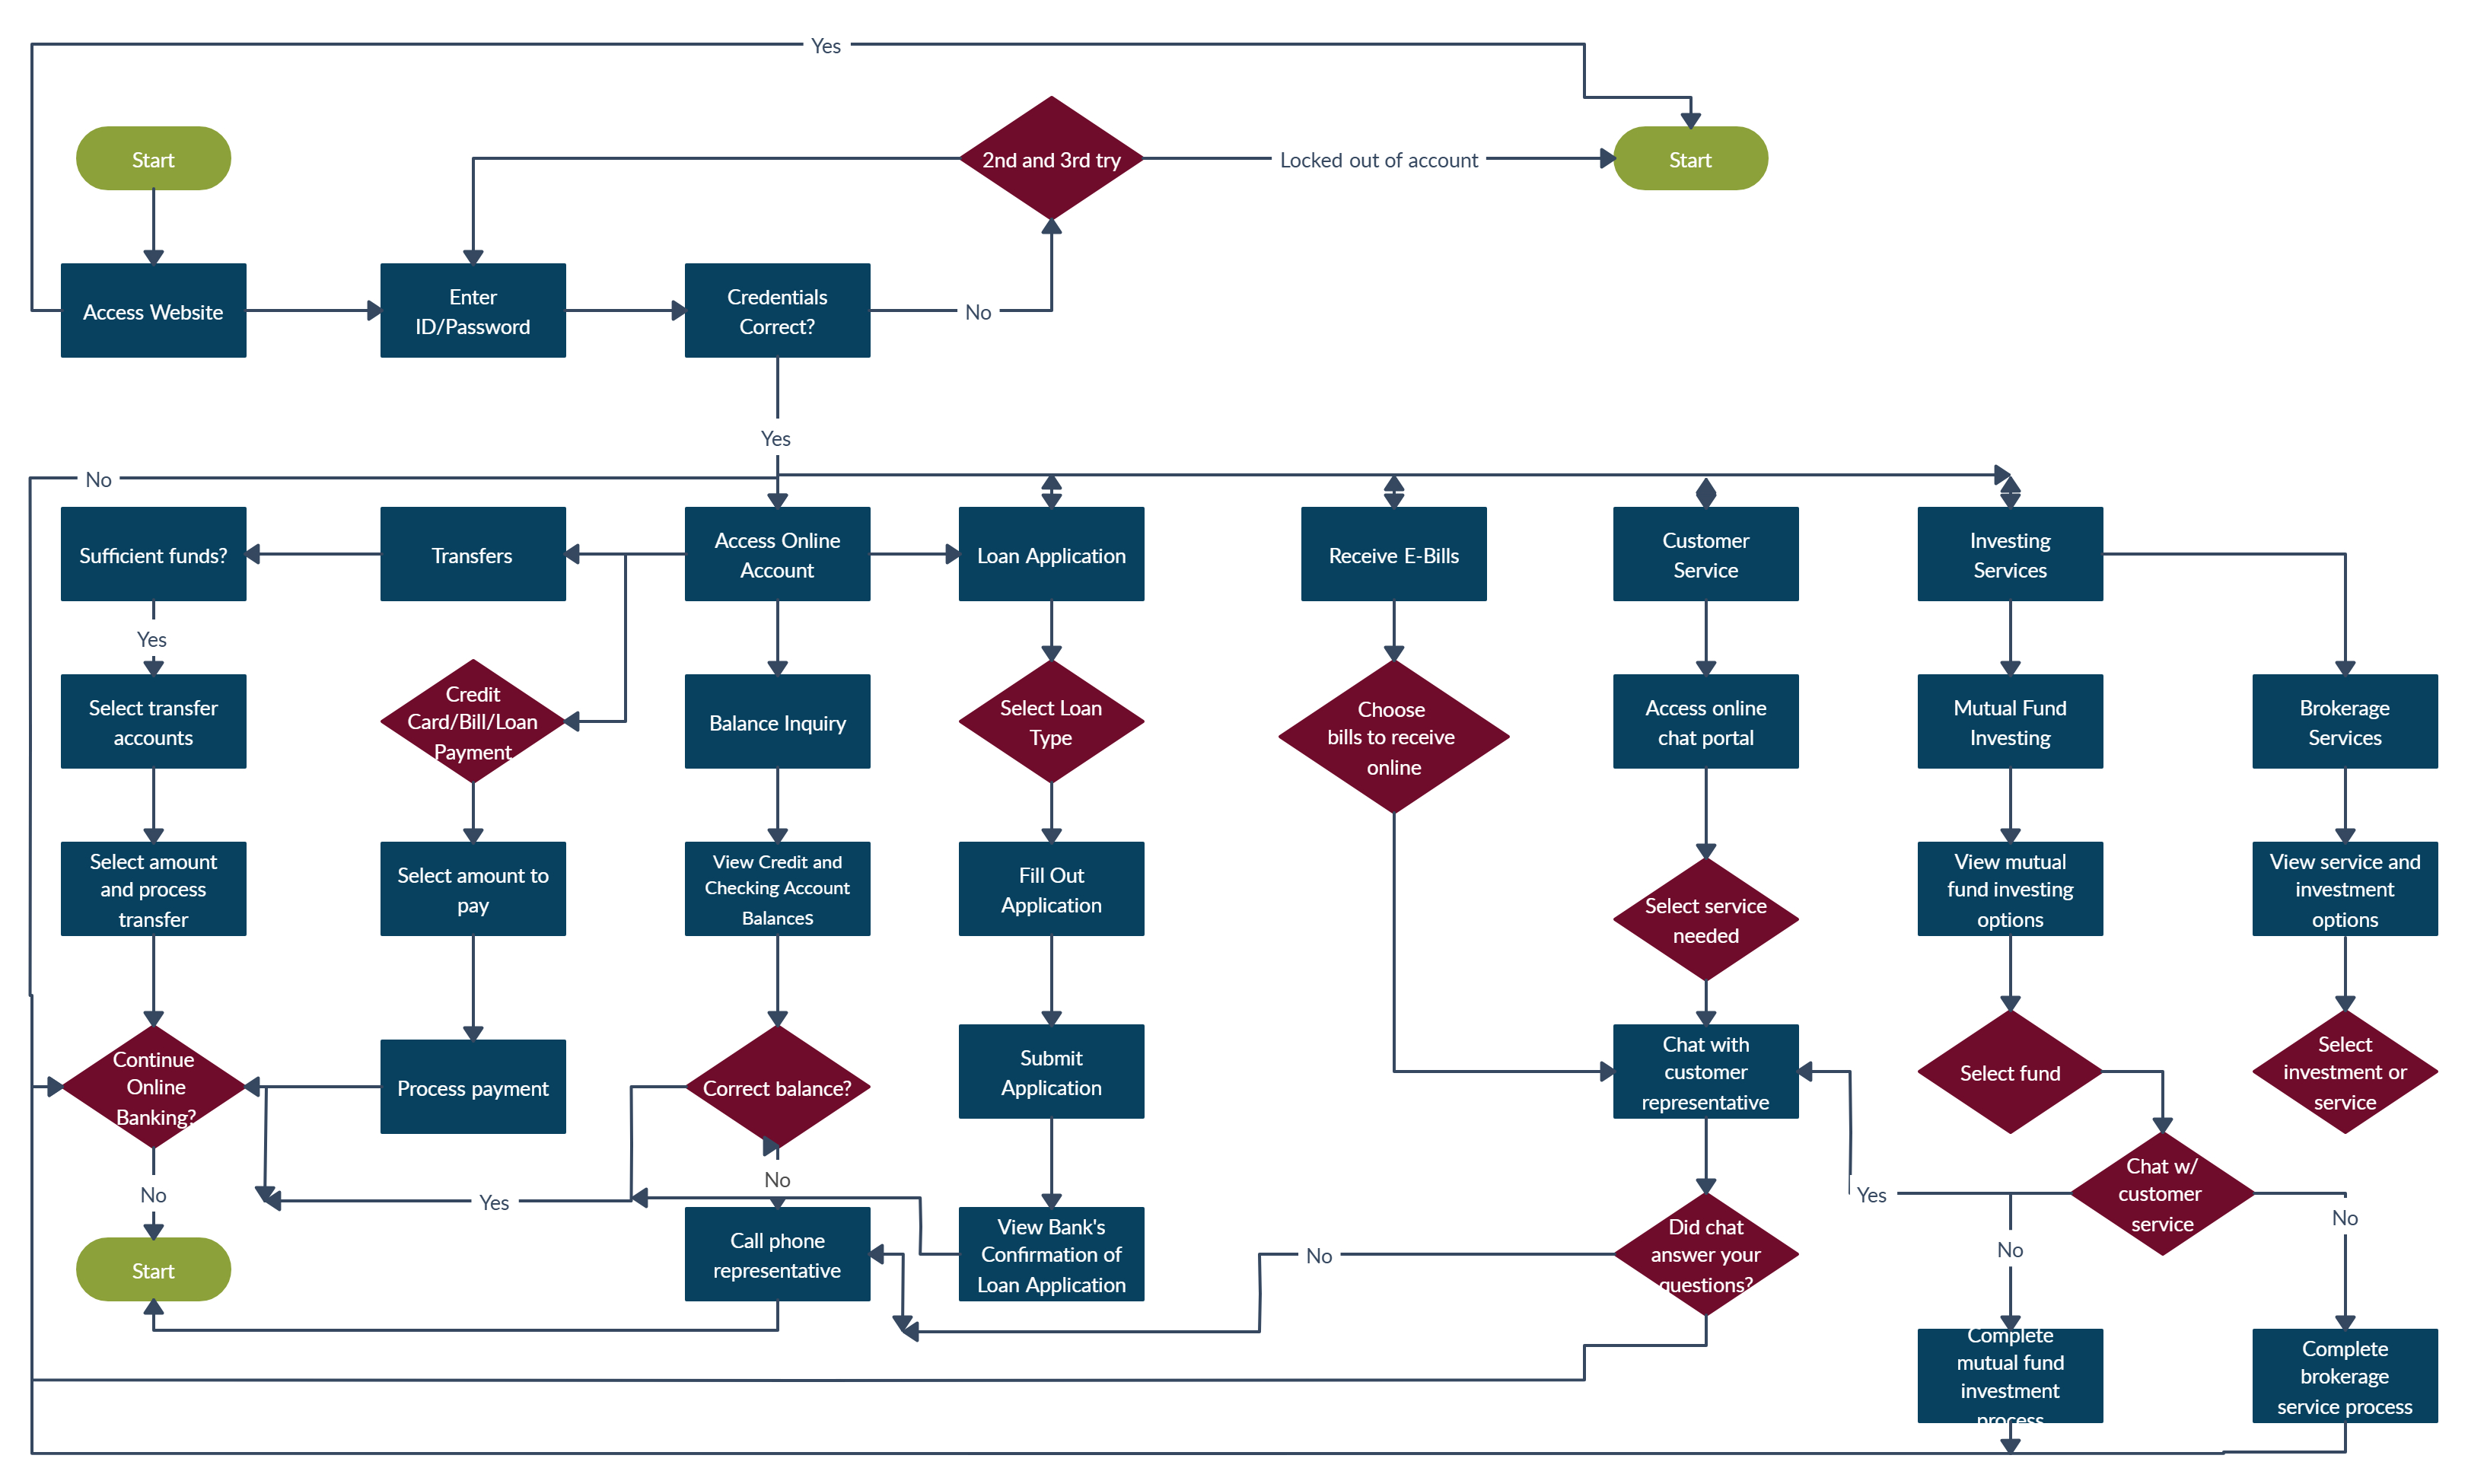 Yes
Start
2nd and 3rd try
Locked out of account
Start
Access Website
Enter
ID/Password
Credentials
Correct?
No
Yes
No
Sufficient funds?
Transfers
Access Online
Account
Loan Application
Receive E-Bills
Customer
Service
Investing
Services
Yes
Select transfer
accounts
Credit
Card/Bill/Loan
Payment
Balance Inquiry
Select Loan
Type
Choose
bills to receive
online
Access online
chat portal
Mutual Fund
Investing
Brokerage
Services
Select amount
and process
transfer
Select amount to
pay
View Credit and
Checking Account
Balances
Fill Out
Application
Select service
needed
View mutual
fund investing
options
View service and
investment
options
Continue
Online
Banking?
Process payment
Correct balance?
Submit
Application
Chat with
customer
representative
Select fund
Select
investment or
service
No
Yes
No
Yes
Chat w/
customer
service
No
No
Start
Call phone
representative
View Bank's
Confirmation of
Loan Application
No
Did chat
answer your
questions?
Complete
mutual fund
investment
process
Complete
brokerage
service process